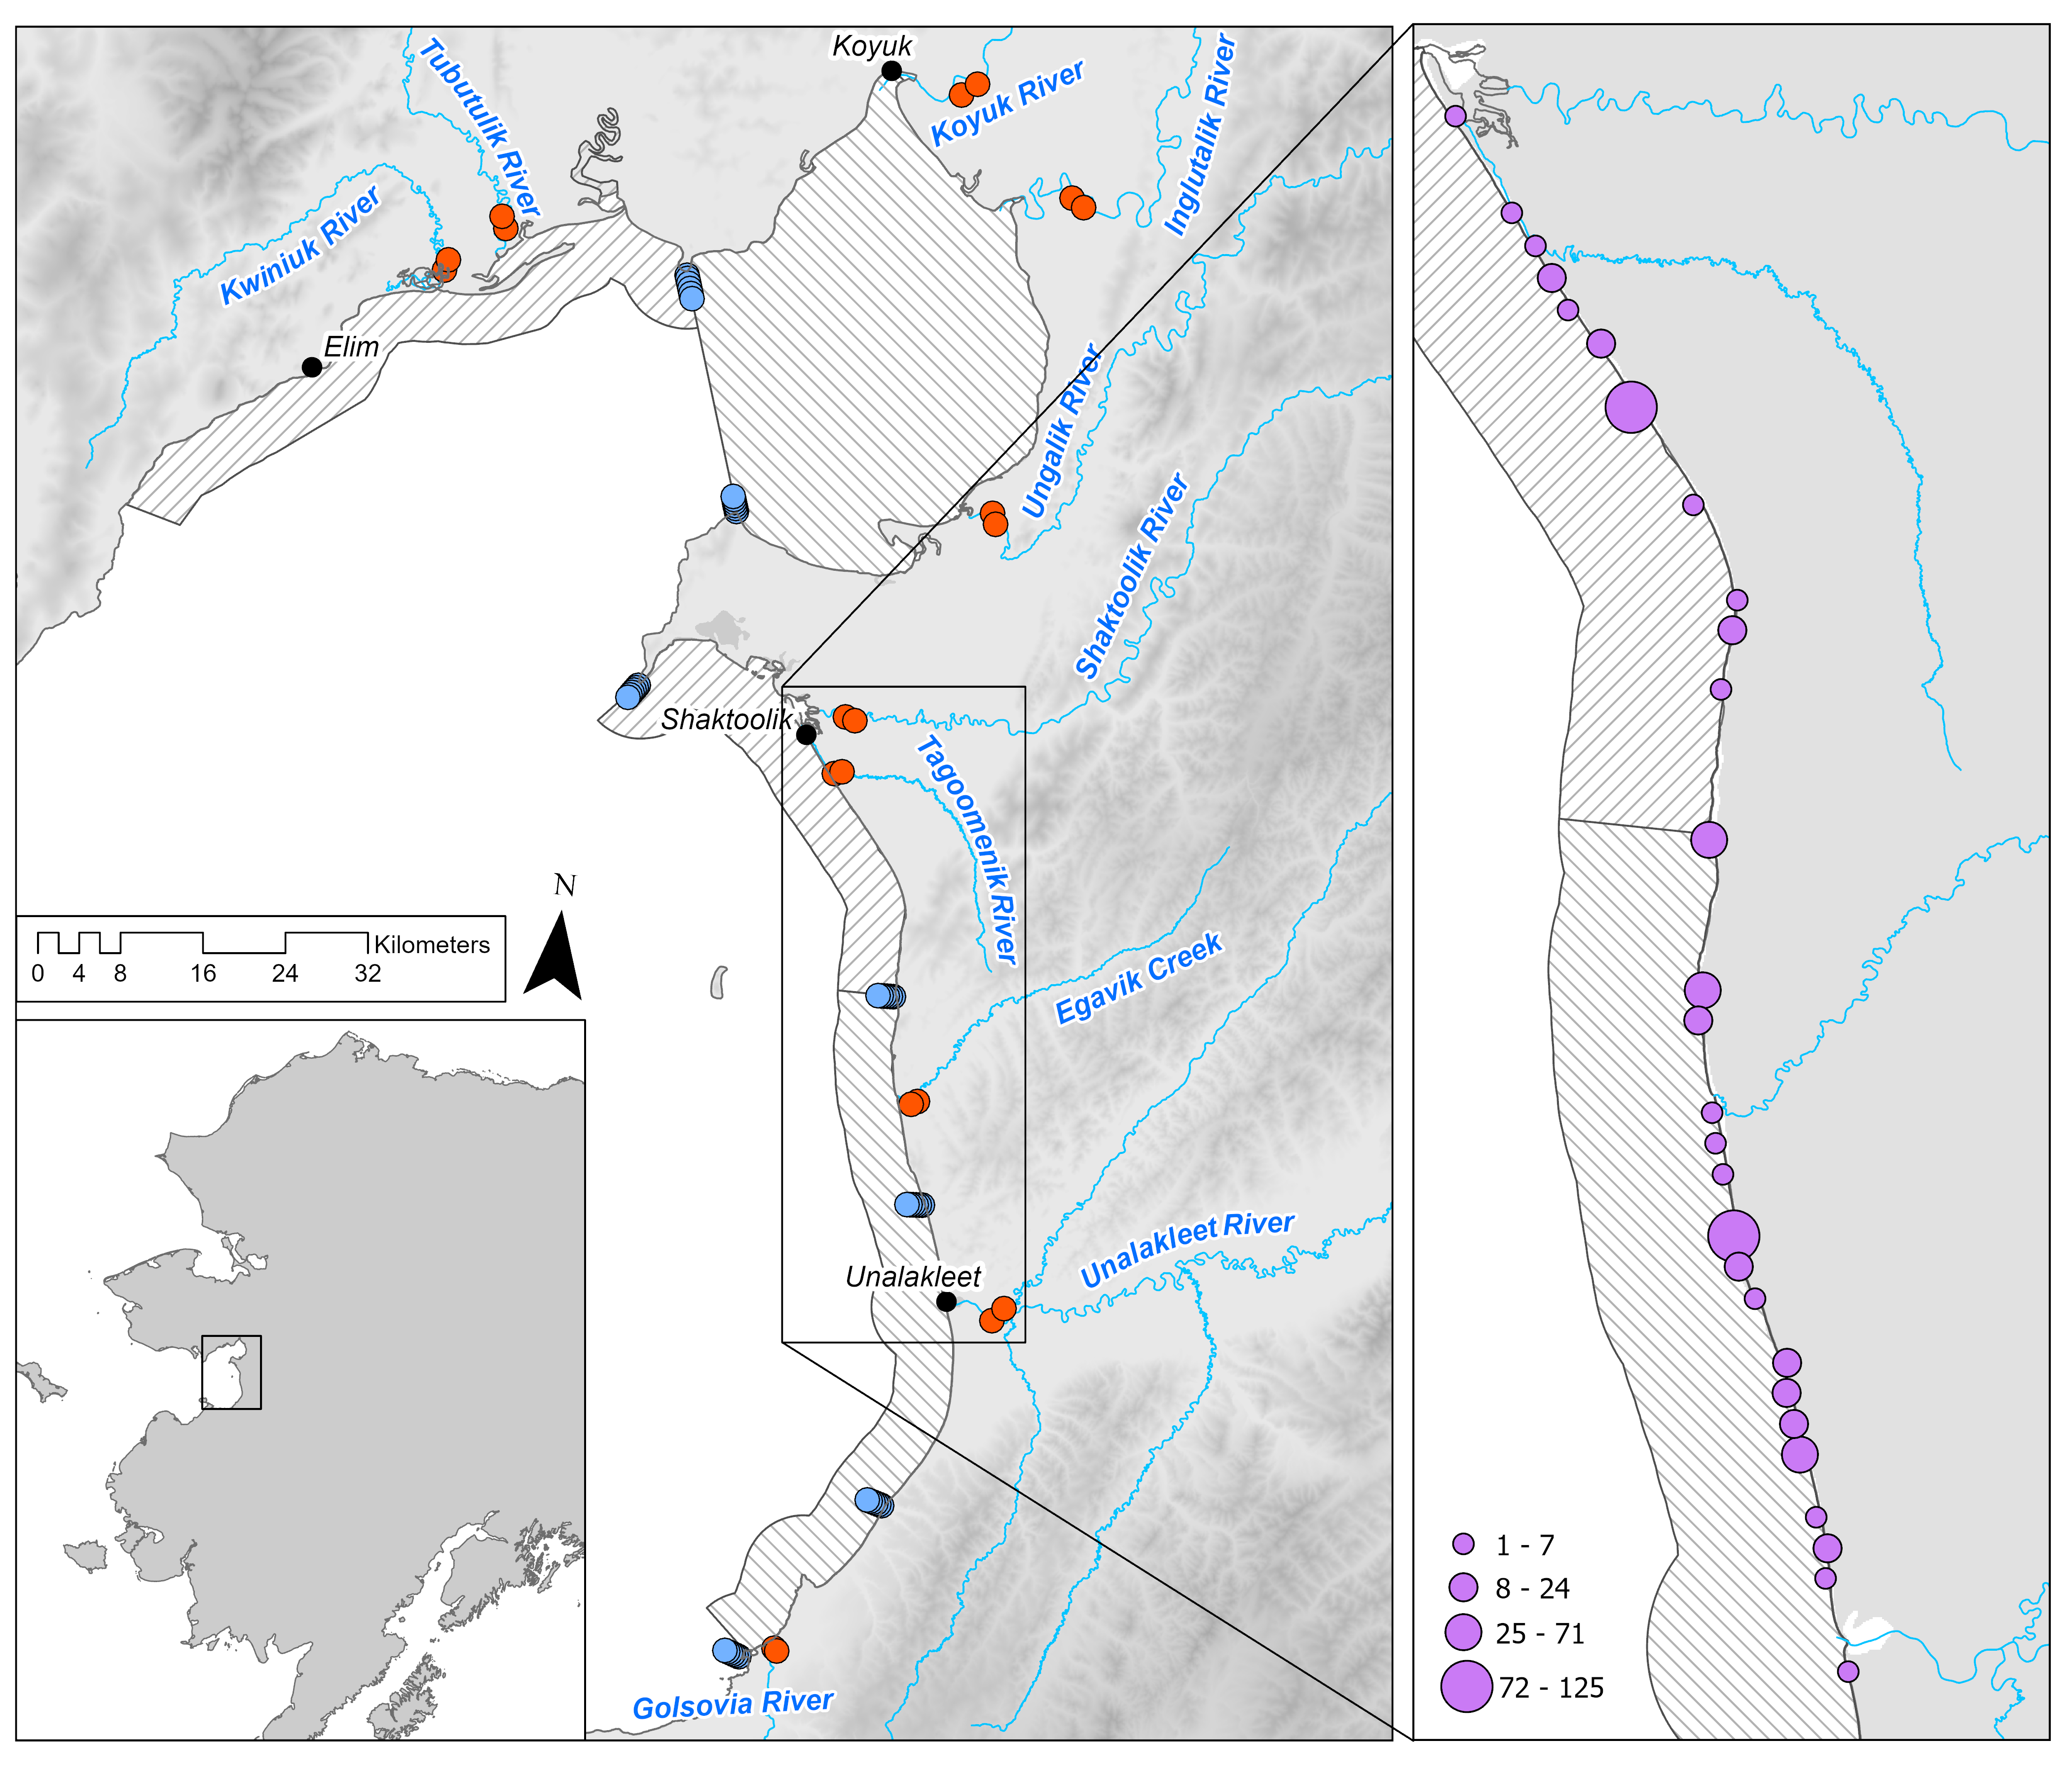 Koyuk
Tubutulik River
Koyuk River
Inglutalik River
Kwiniuk River
Elim
Ungalik River
Shaktoolik River
Shaktoolik
Tagoomenik River
N
Kilometers
0 4 8 16 24 32
Egavik Creek
Unalakleet River
Unalakleet
Golsovia River
1 - 7
8 - 24
25 - 71
72 - 125